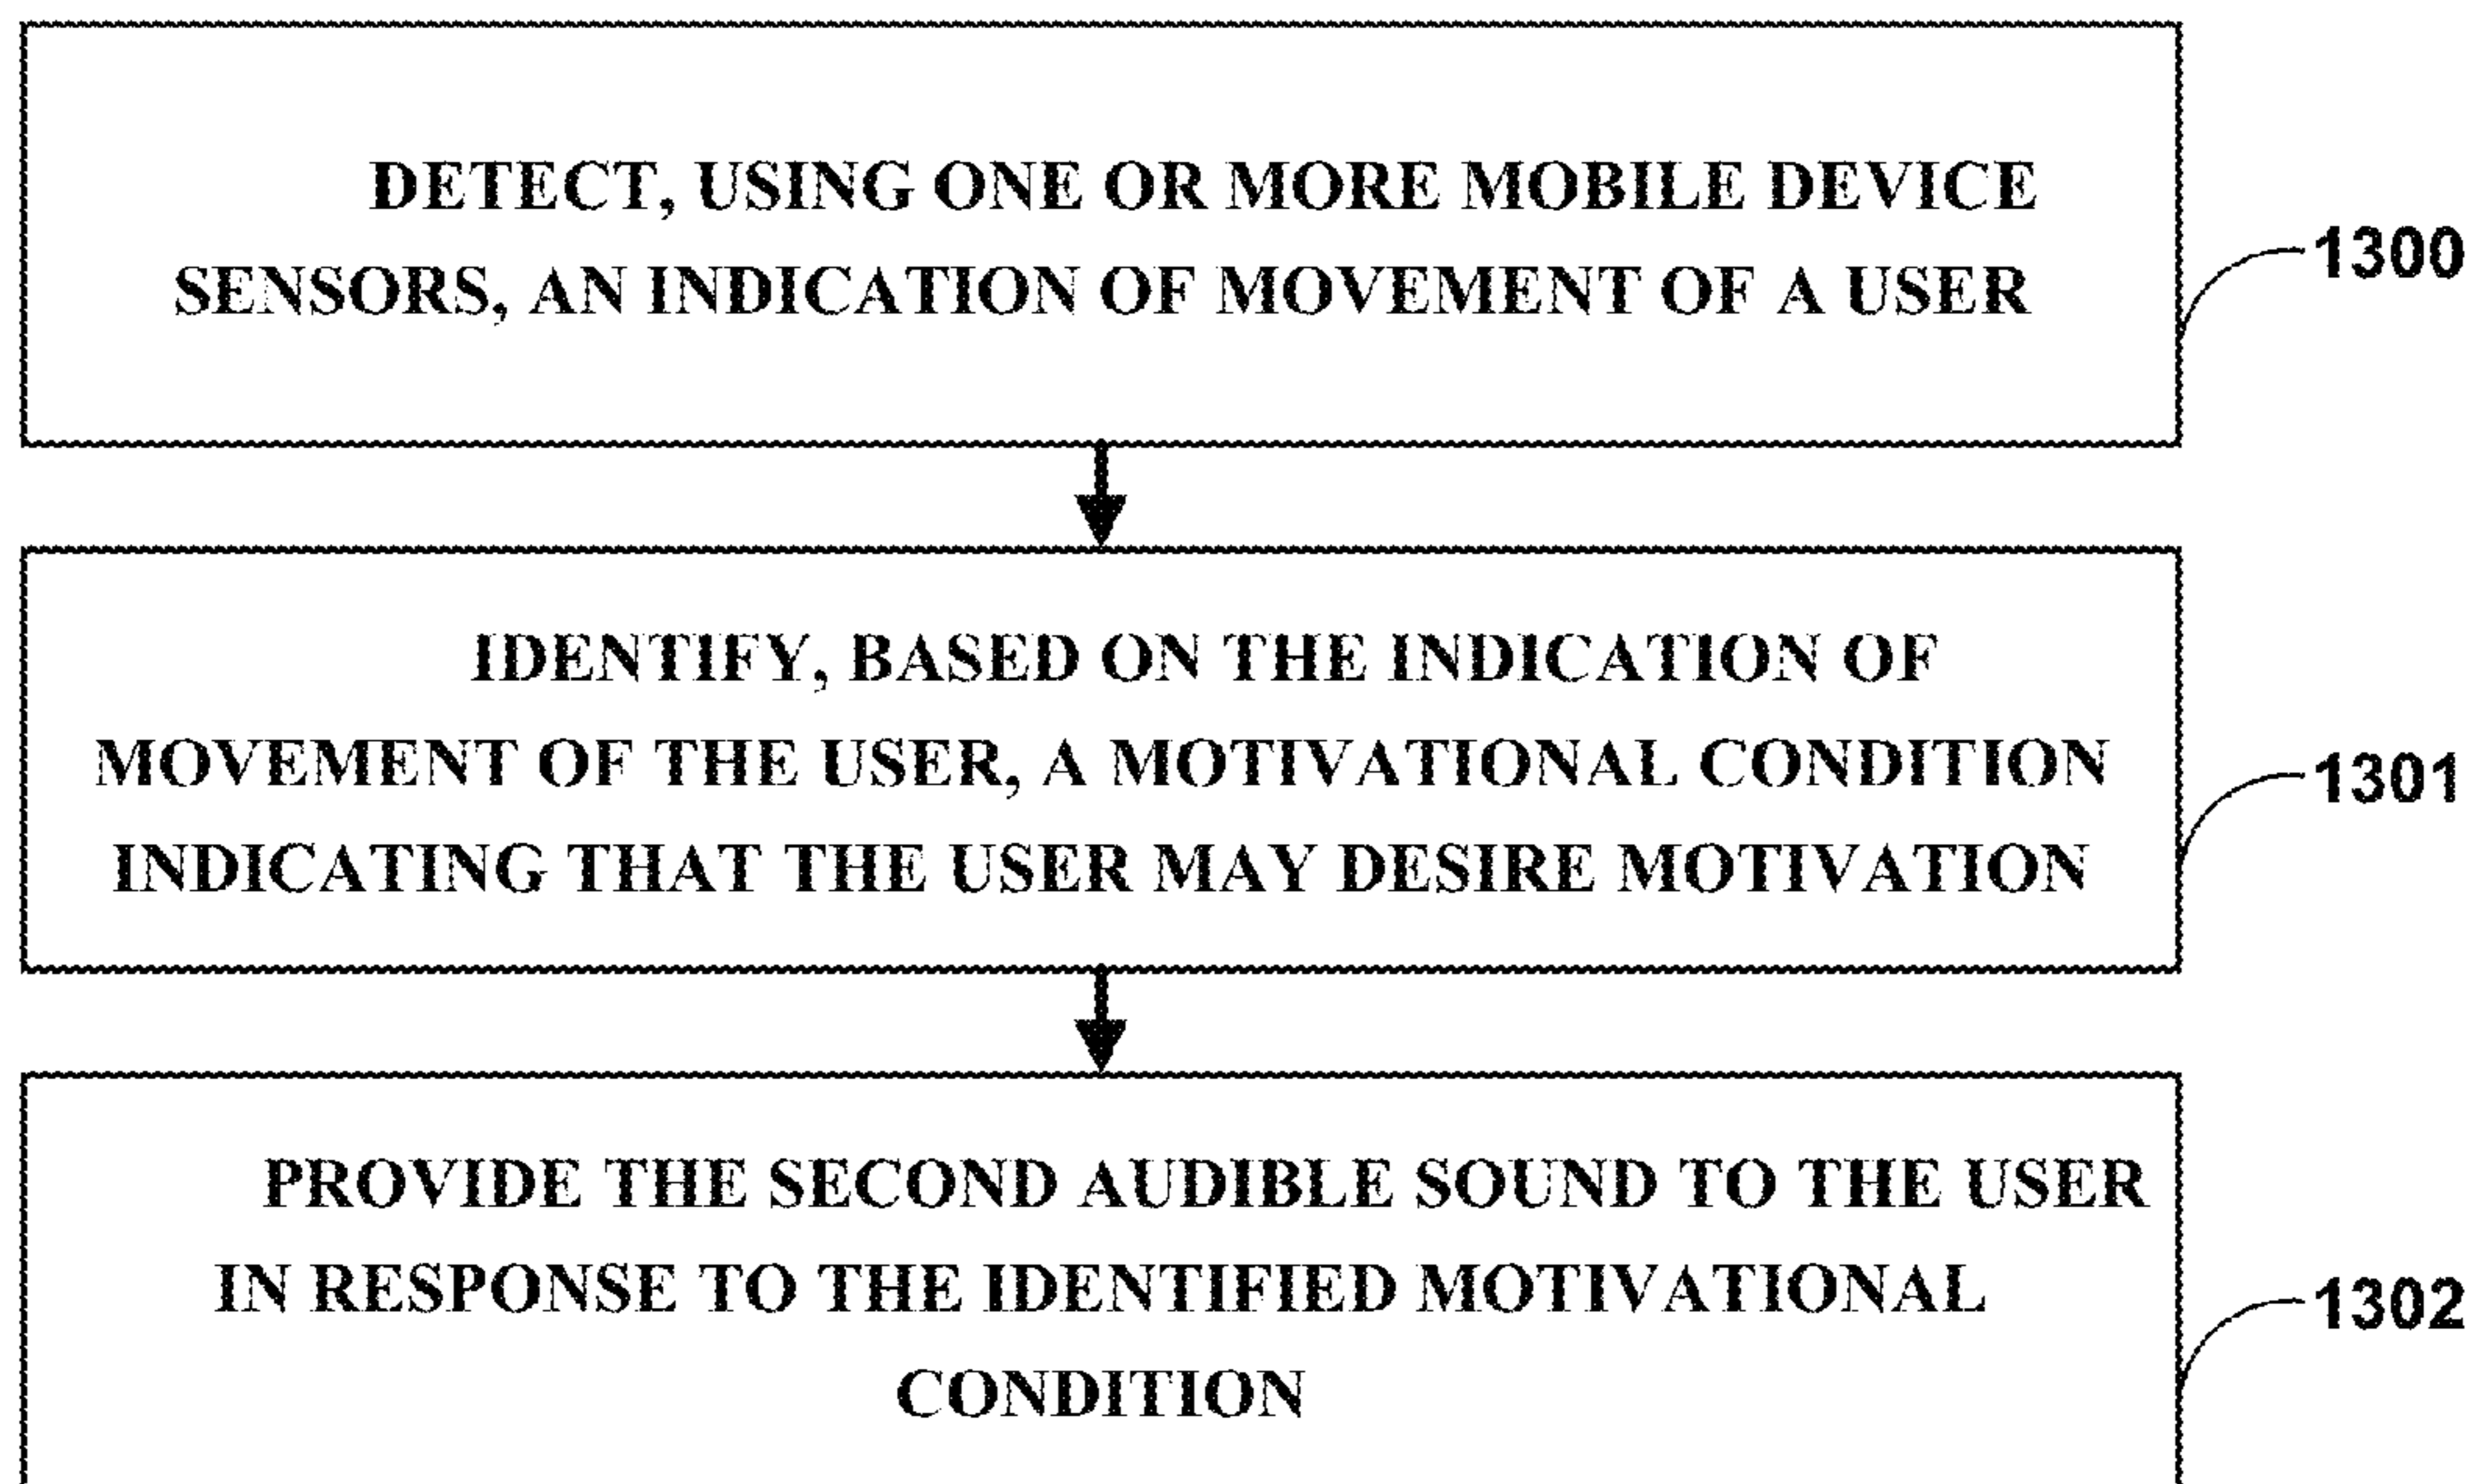 DETECT, USING ONE OR MORE MOBILE DEVICE
SENSORS, AN INDICATION OF MOVEMENT OF A USER
1300
IDENTIFY, BASED ON THE INDICATION OF
MOVEMENT OF THE USER, A MOTIVATIONAL CONDITION
INDICATING THAT THE USER MAY DESIRE MOTIVATION
1301
PROVIDE THE SECOND AUDIBLE SOUND TO THE USER
IN RESPONSE TO THE IDENTIFIED MOTIVATIONAL
CONDITION
1302